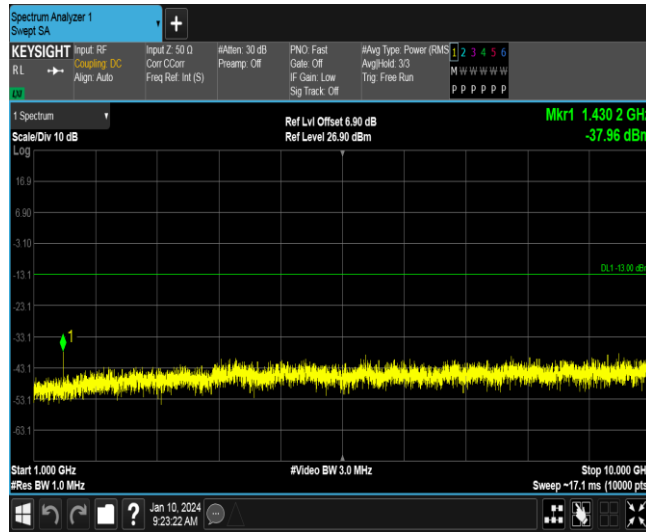 Spectrum Analyzer 1
Swept SA
+
KEYSIGHT
RL
LXI
Input: RF
Coupling: DC
Align: Auto
Input Z: 50 Ω
Corr CCorr
Freq Ref: Int (S)
#Atten: 30 dB
Preamp: Off
PNO: Fast
Gate: Off
IF Gain: Low
Sig Track: Off
#Avg Type: Power (RMS
Avg|Hold: 3/3
Trig: Free Run
1 2 3 4 5 6
M W W W W W
P P P P P P
1 Spectrum
Scale/Div 10 dB
Log
Ref Lvl Offset 6.90 dB
Ref Level 26.90 dBm
Mkr1 1.430 2 GHz
-37.96 dBm
16.9
6.90
-3.10
-13.1
DL1 -13.00 dBm
-23.1
-33.1
1
-43.1
-53.1
-63.1
Start 1.000 GHz
#Res BW 1.0 MHz
#Video BW 3.0 MHz
Stop 10.000 GHz
Sweep ~17.1 ms (10000 pts
?
Jan 10, 2024
9:23:22 AM